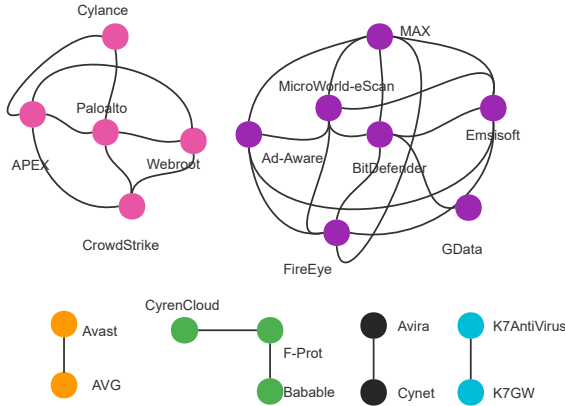 Cylance
MAX
MicroWorld-eScan
Paloalto
Emsisoft
Ad-Aware
APEX
Webroot
BitDefender
CrowdStrike
GData
FireEye
CyrenCloud
Avast
Avira
K7AntiVirus
F-Prot
AVG
Babable
Cynet
K7GW